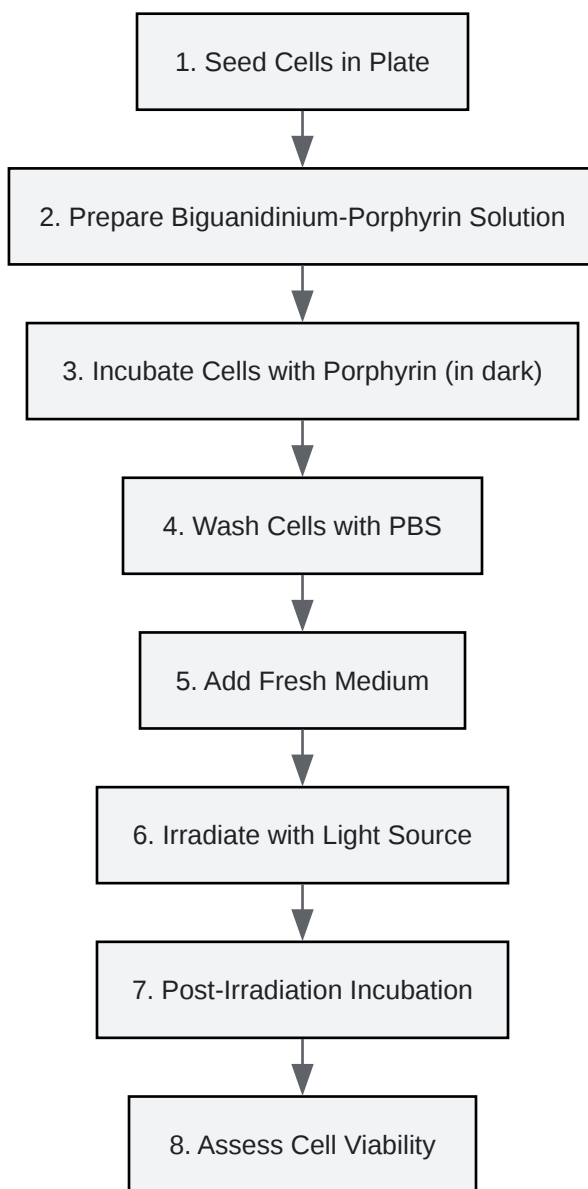 1. Seed Cells in Plate
2. Prepare Biguanidinium-Porphyrin Solution
3. Incubate Cells with Porphyrin (in dark)
4. Wash Cells with PBS
5. Add Fresh Medium
6. Irradiate with Light Source
7. Post-Irradiation Incubation
8. Assess Cell Viability